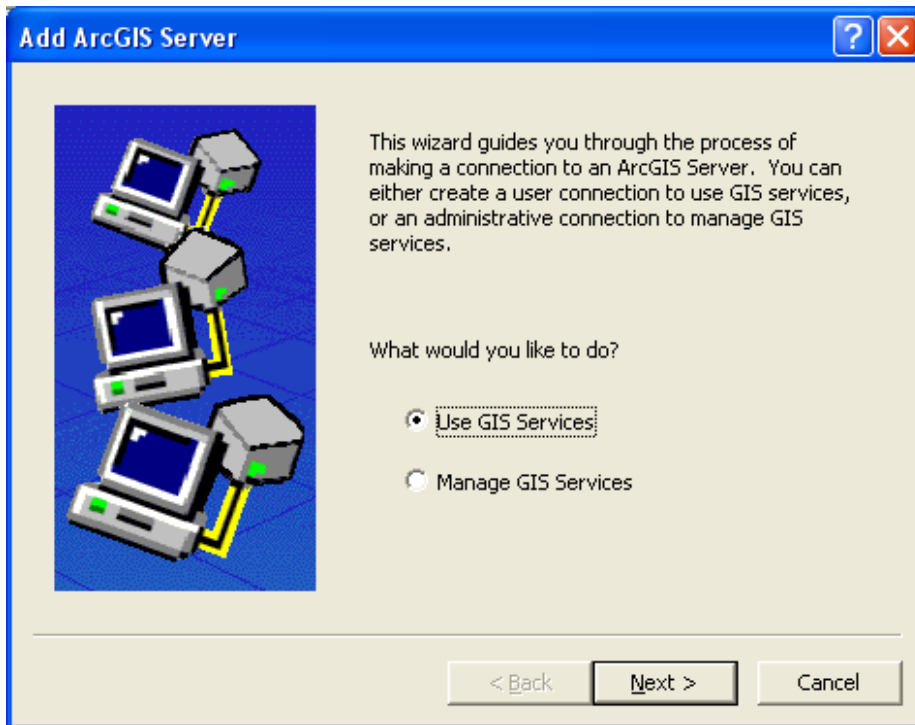 Add ArcGIS Server
?
This wizard guides you through the process of
making a connection to an ArcGIS Server. You can
either create a user connection to use GIS services,
or an administrative connection to manage GIS
services.
What would you like to do?
Use GIS Services
Manage GIS Services
< Back
Next >
Cancel